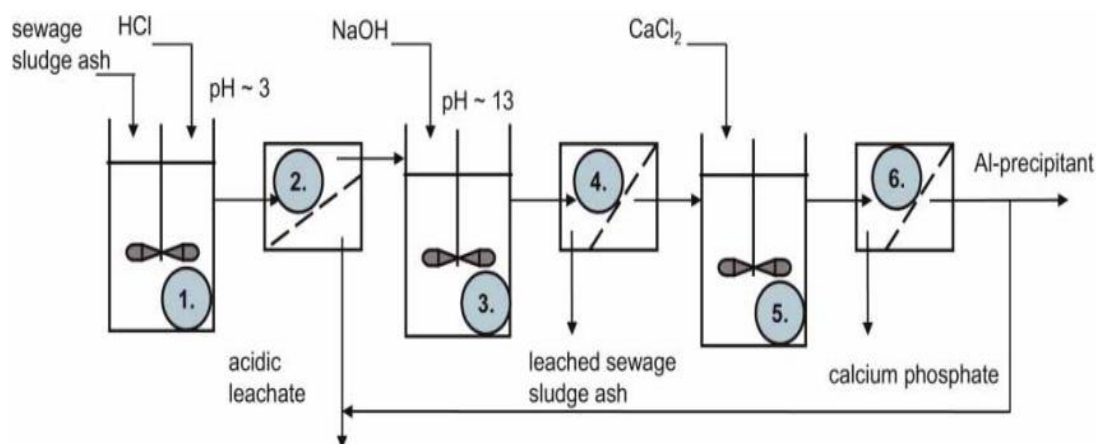 sewage
sludge ash
HCl
pH ~ 3
NaOH
pH ~ 13
CaCl₂
1.
2.
3.
4.
5.
6.
Al-precipitant
acidic
leachate
leached sewage
sludge ash
calcium phosphate